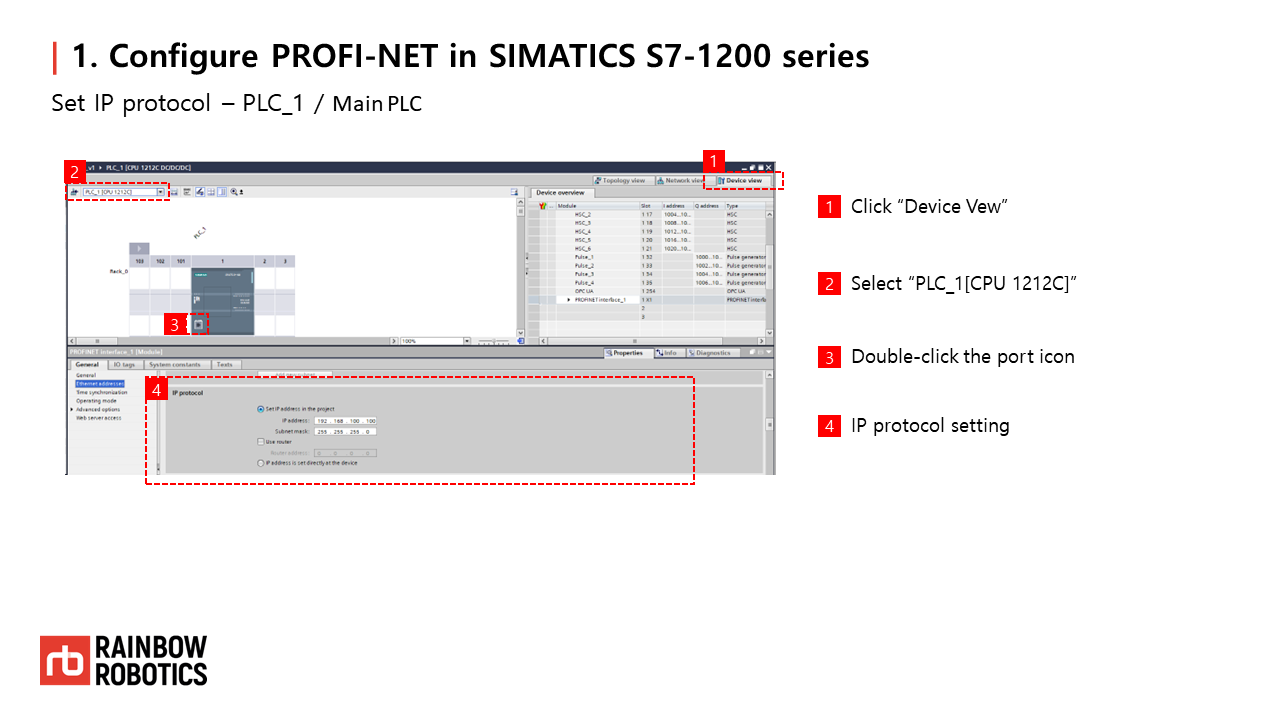 1. Configure PROFI-NET in SIMATICS S7-1200 series
Set IP protocol – PLC_1 / Main PLC
2
_v1 ▸ PLC_1 [CPU 1212C DC/DC/DC]
1
Topology view
Network view
Device view
PLC_1 [CPU 1212C]
Device overview
Module Slot I address Q address Type
HSC_2 1 17 1004...10... HSC
HSC_3 1 18 1008...10... HSC
HSC_4 1 19 1012...10... HSC
HSC_5 1 20 1016...10... HSC
HSC_6 1 21 1020...10... HSC
Pulse_1 1 32 1000...10... Pulse generator
Pulse_2 1 33 1002...10... Pulse generator
Pulse_3 1 34 1004...10... Pulse generator
Pulse_4 1 35 1006...10... Pulse generator
OPC UA 1 254 OPC UA
PROFINET interface_1 1 X1 PROFINET interfa
2
3
PLC_1
103 102 101 1 2 3
Rack_0
3
100%
PROFINET interface_1 [Module]
Properties
Info
Diagnostics
General
IO tags
System constants
Texts
General
Ethernet addresses
Time synchronization
Operating mode
Advanced options
Web server access
4
IP protocol
Set IP address in the project
IP address: 192 . 168 . 100 . 100
Subnet mask: 255 . 255 . 255 . 0
Use router
Router address: 0 . 0 . 0 . 0
IP address is set directly at the device
1 Click “Device Vew”
2 Select “PLC_1[CPU 1212C]”
3 Double-click the port icon
4 IP protocol setting
rb RAINBOW
ROBOTICS